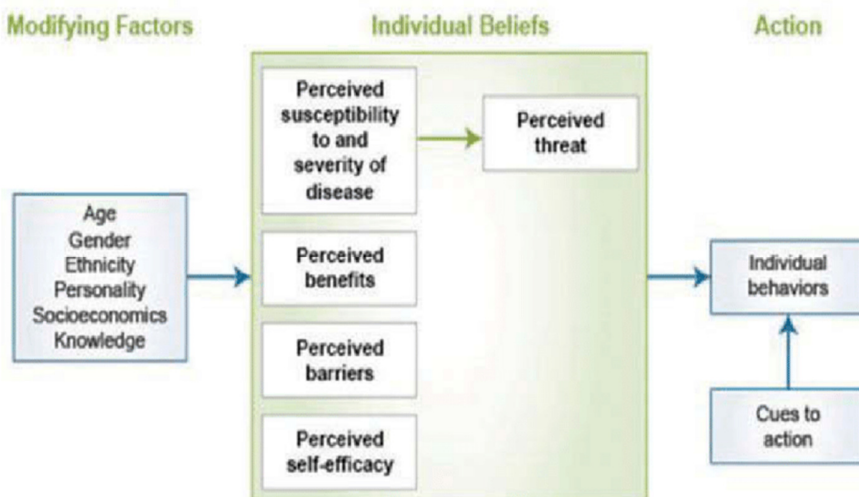 Modifying Factors
Individual Beliefs
Action
Perceived
susceptibility
to and
severity of
disease
Perceived
threat
Age
Gender
Ethnicity
Personality
Socioeconomics
Knowledge
Perceived
benefits
Perceived
barriers
Perceived
self-efficacy
Individual
behaviors
Cues to
action